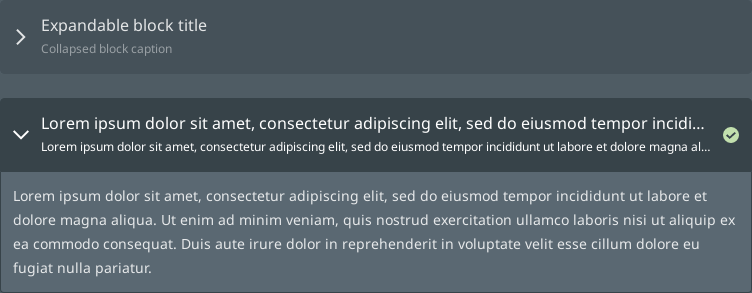 Expandable block title
Collapsed block caption
Lorem ipsum dolor sit amet, consectetur adipiscing elit, sed do eiusmod tempor incidi...
Lorem ipsum dolor sit amet, consectetur adipiscing elit, sed do eiusmod tempor incididunt ut labore et dolore magna al...
Lorem ipsum dolor sit amet, consectetur adipiscing elit, sed do eiusmod tempor incididunt ut labore et
dolore magna aliqua. Ut enim ad minim veniam, quis nostrud exercitation ullamco laboris nisi ut aliquip ex
ea commodo consequat. Duis aute irure dolor in reprehenderit in voluptate velit esse cillum dolore eu
fugiat nulla pariatur.